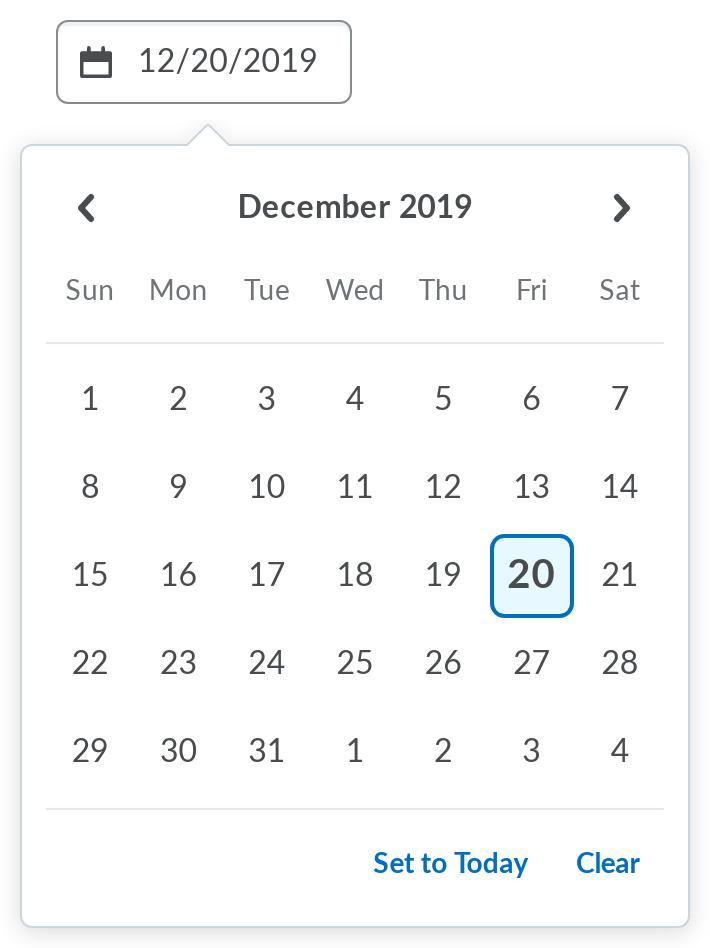 12/20/2019
December 2019
Sun Mon Tue Wed Thu Fri Sat
1 2 3 4 5 6 7
8 9 10 11 12 13 14
15 16 17 18 19 20 21
22 23 24 25 26 27 28
29 30 31 1 2 3 4
Set to Today Clear